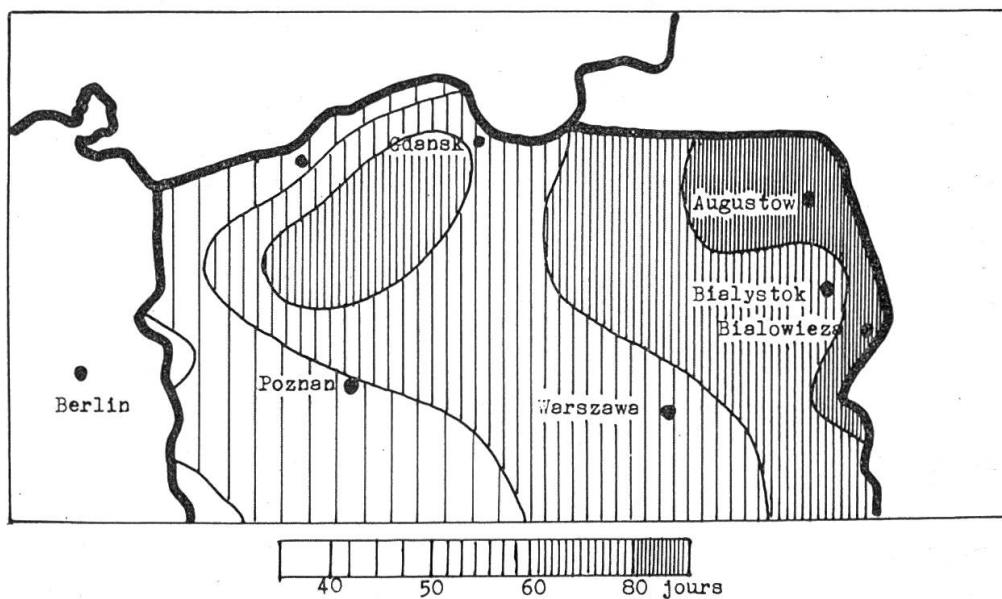 Gdansk
Augustow
Bialystok
Bialowieza
Poznan
Berlin
Warszawa
40 50 60 80 jours